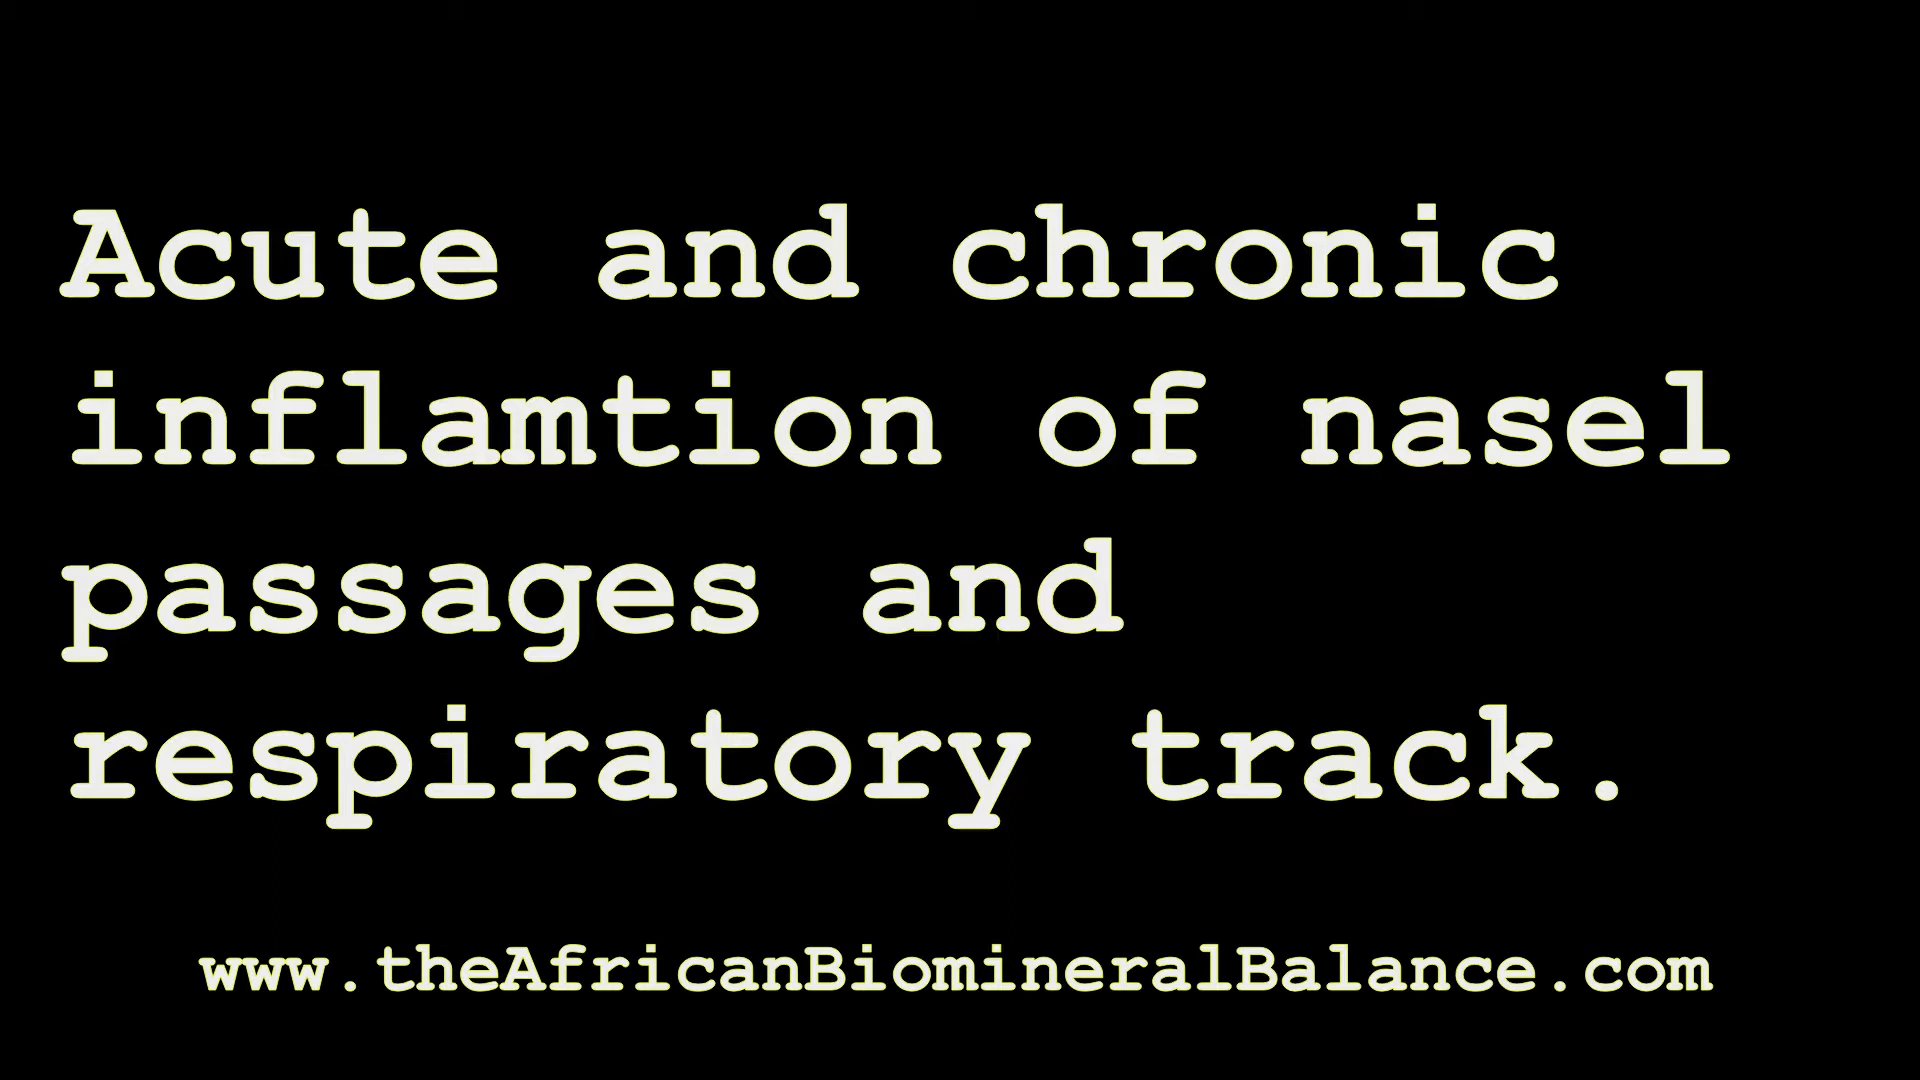 Acute and chronic
inflamtion of nasel
passages and
respiratory track.
www.theAfricanBiomineralBalance.com